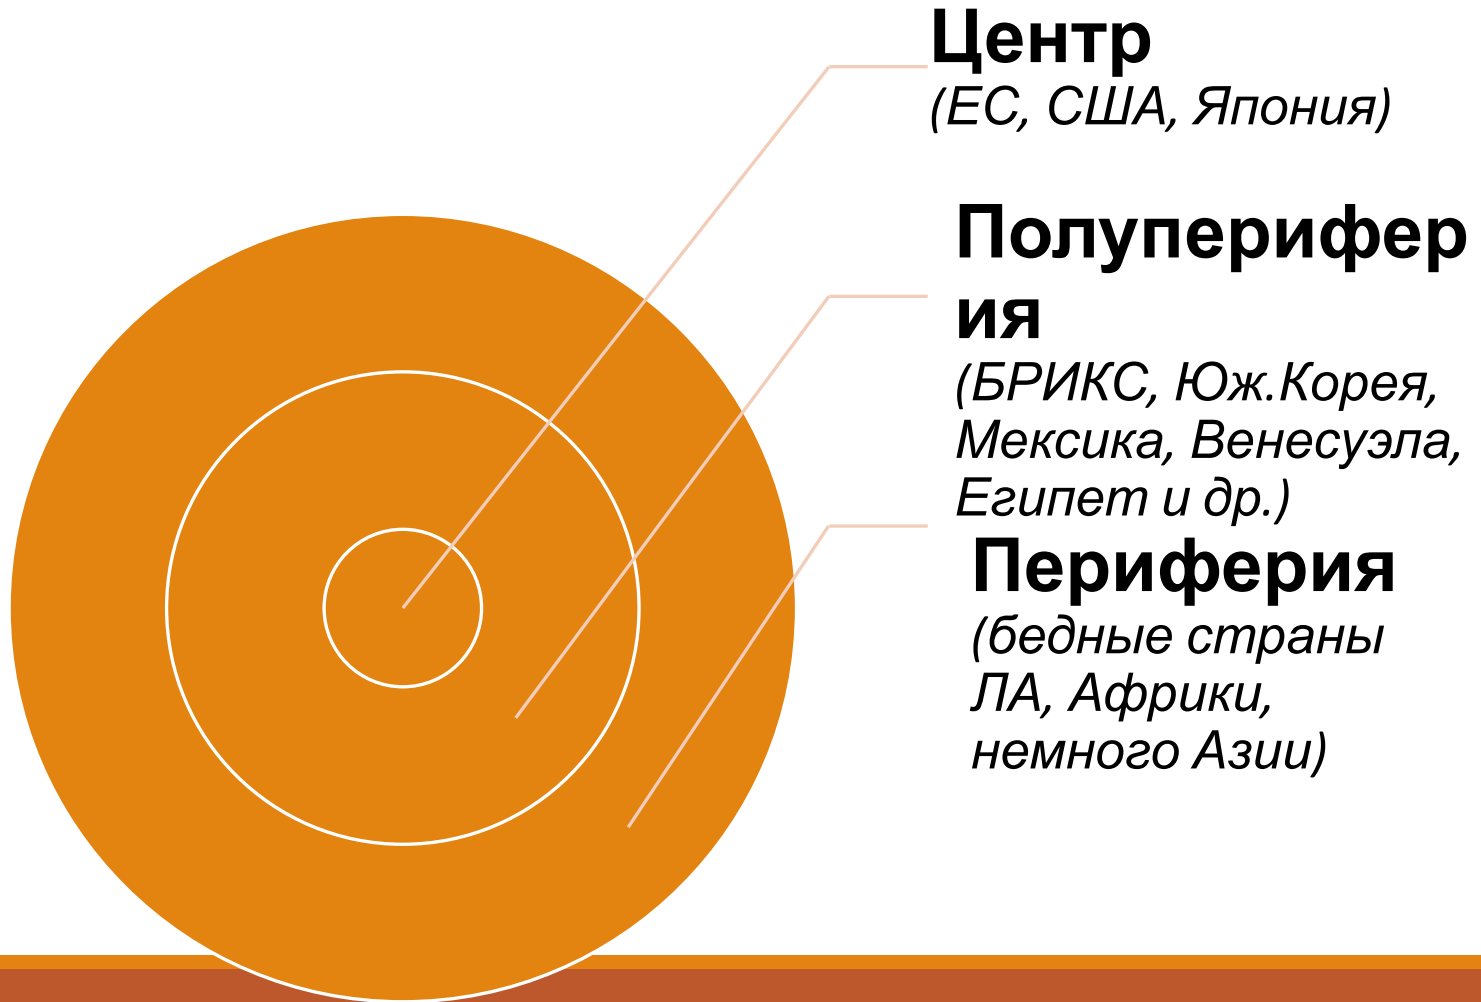 Центр
(ЕС, США, Япония)
Полуперифер
ия
(БРИКС, Юж.Корея,
Мексика, Венесуэла,
Египет и др.)
Периферия
(бедные страны
ЛА, Африки,
немного Азии)